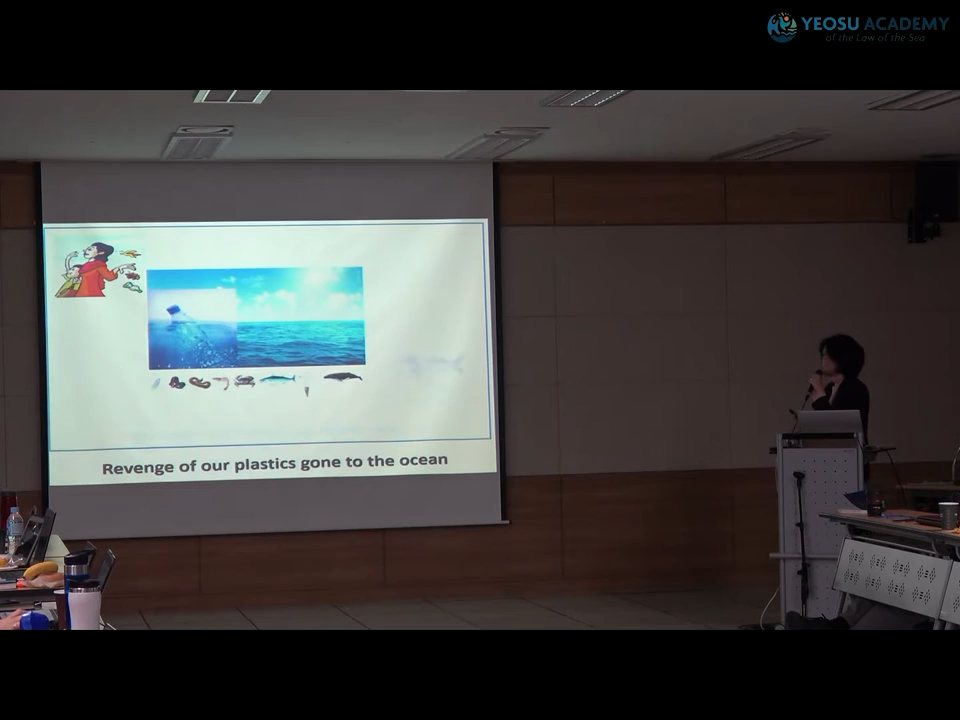 YEOSU ACADEMY
of the Law of the Sea
Revenge of our plastics gone to the ocean